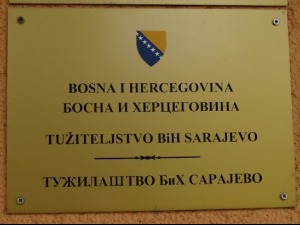 BOSNA I HERCEGOVINA
БОСНА И ХЕРЦЕГОВИНА
TUŽITELJSTVO BiH SARAJEVO
ТУЖИЛАШТВО БиХ САРАЈЕВО